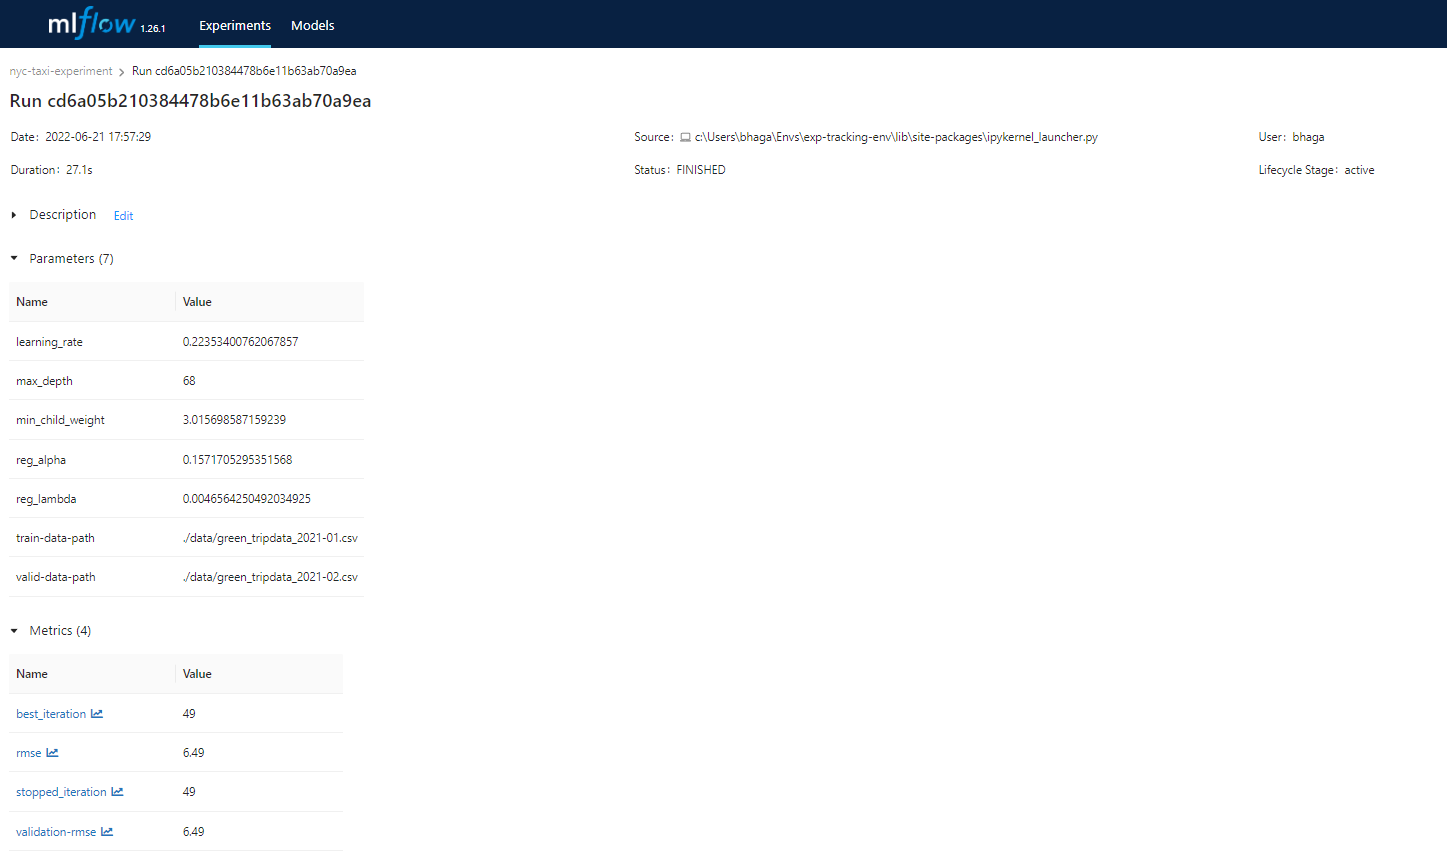 mlflow 1.26.1 Experiments Models
nyc-taxi-experiment > Run cd6a05b210384478b6e11b63ab70a9ea
Run cd6a05b210384478b6e11b63ab70a9ea
Date: 2022-06-21 17:57:29 Source: c:\Users\bhaga\Envs\exp-tracking-env\lib\site-packages\ipykernel_launcher.py User: bhaga
Duration: 27.1s Status: FINISHED Lifecycle Stage: active
Description Edit
Parameters (7)
Name Value
learning_rate 0.22353400762067857
max_depth 68
min_child_weight 3.015698587159239
reg_alpha 0.1571705295351568
reg_lambda 0.0046564250492034925
train-data-path ./data/green_tripdata_2021-01.csv
valid-data-path ./data/green_tripdata_2021-02.csv
Metrics (4)
Name Value
best_iteration 49
rmse 6.49
stopped_iteration 49
validation-rmse 6.49